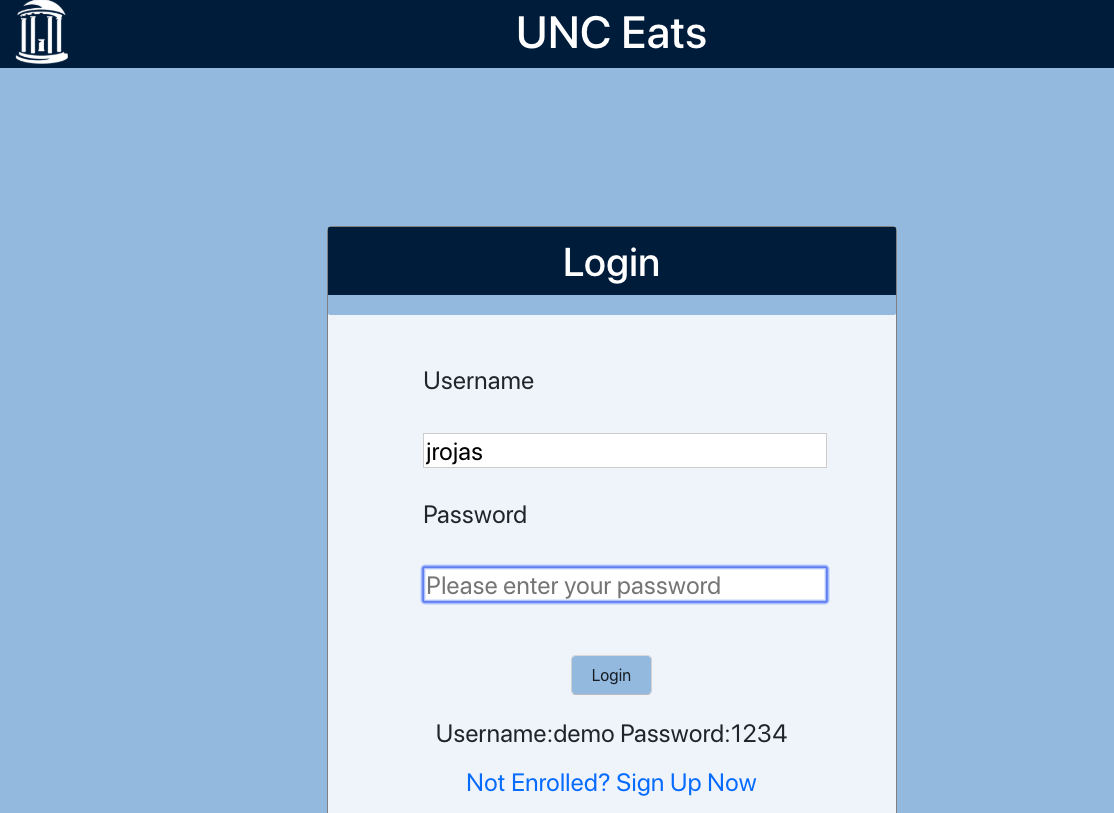 UNC Eats
Login
Username
jrojas
Password
Please enter your password
Login
Username:demo Password:1234
Not Enrolled? Sign Up Now